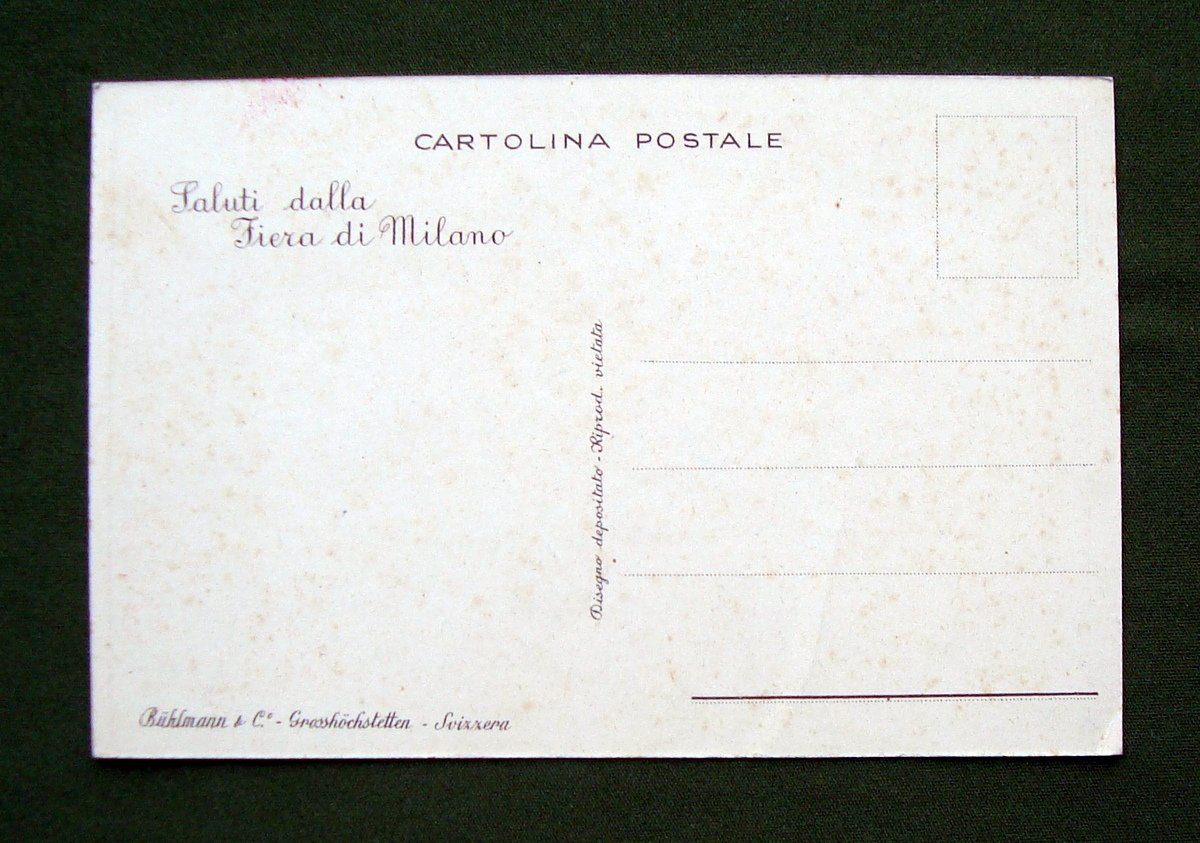 CARTOLINA POSTALE
Saluti dalla
Fiera di Milano
Disegno depositato - Riprod. vietata
Bühlmann & C.º - Grosshöchstetten - Svizzera